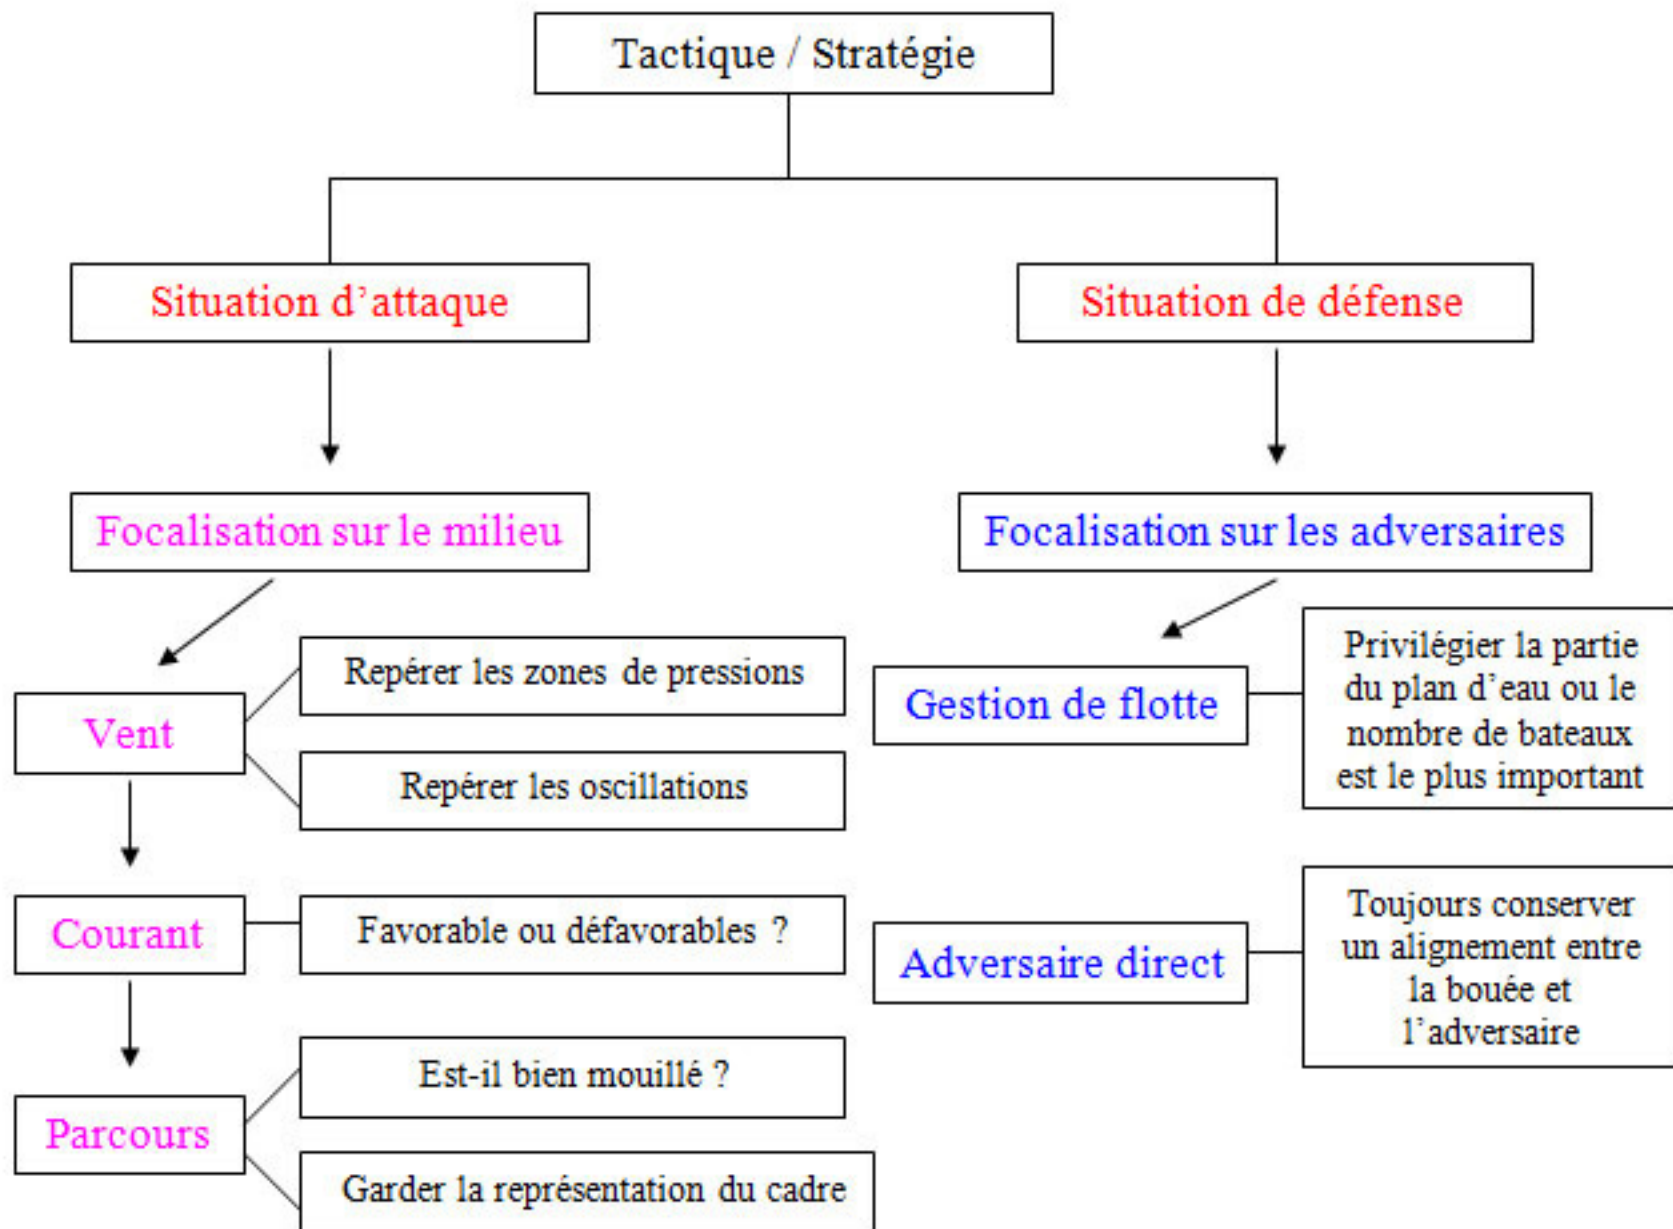 Tactique / Stratégie
Situation d'attaque
Situation de défense
Focalisation sur le milieu
Focalisation sur les adversaires
Vent
Repérer les zones de pressions
Repérer les oscillations
Courant
Favorable ou défavorables ?
Parcours
Est-il bien mouillé ?
Garder la représentation du cadre
Gestion de flotte
Privilégier la partie
du plan d'eau ou le
nombre de bateaux
est le plus important
Adversaire direct
Toujours conserver
un alignement entre
la bouée et
l'adversaire